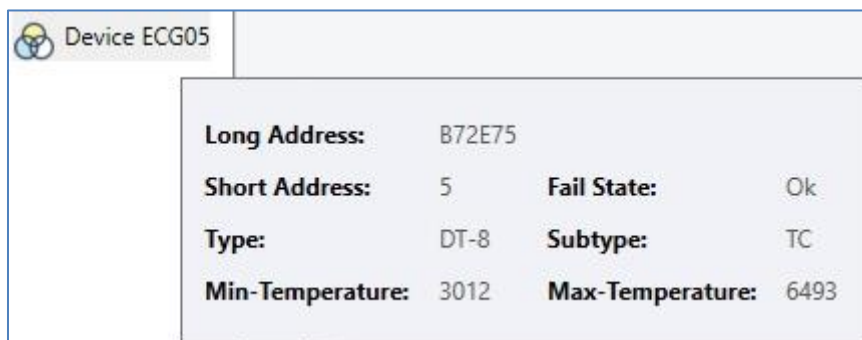 Device ECG05
Long Address: B72E75
Short Address: 5 Fail State: Ok
Type: DT-8 Subtype: TC
Min-Temperature: 3012 Max-Temperature: 6493